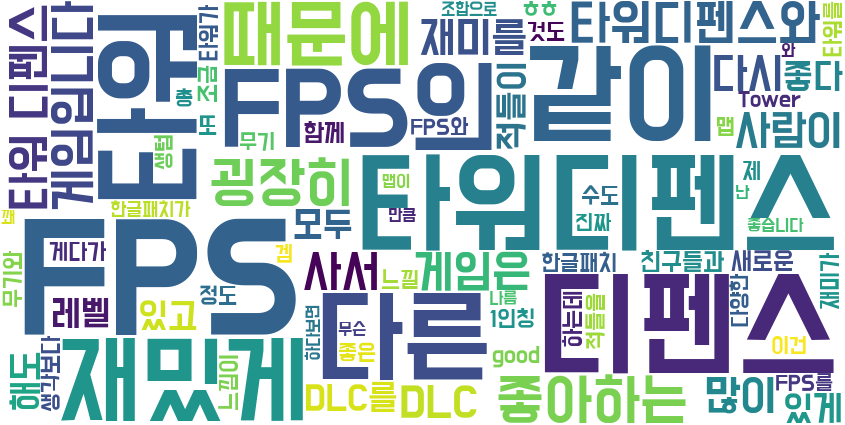 타워 디펜스
게임입니다
타워
타워가
총
조금
또
생텀
때문에
FPS의
무기
함께
조합으로
재미를
적들이
FPS와
ㅎㅎ
것도
같이
타워디펜스와
와
타워를
다시
좋다
Tower
맵
사람이
굉장히
한글패치가
모두
맵이
만큼
타워디펜스
수도
진짜
제
난
좋습니다
FPS
무기와
게다가
겜
레벨
있고
정도
사서
느낄
게임은
한글패치
친구들과
새로운
다양한
재미가
해도
생각보다
재밌게
느낌이
하다보면
다른
무슨
좋은
나름
1인칭
good
하는데
적들을
디펜스
이건
DLC를
DLC
좋아하는
많이
FPS를
있게